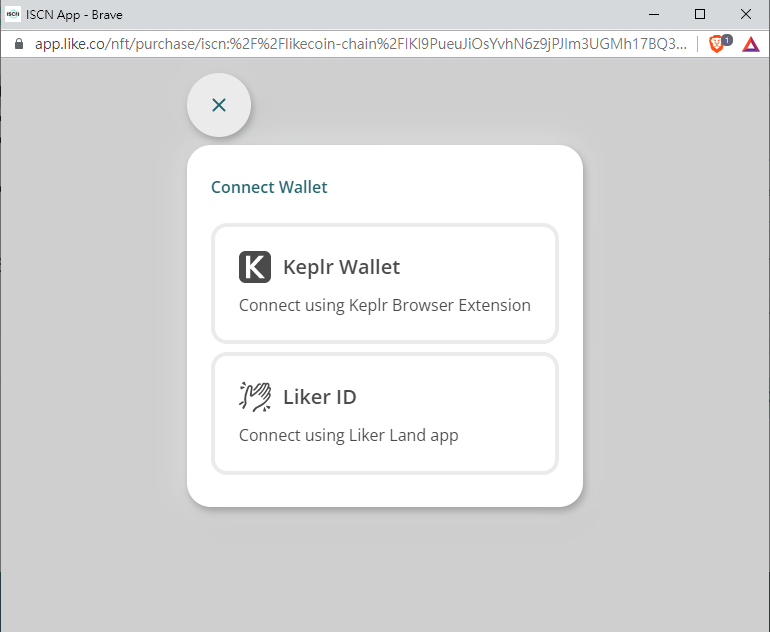 ISCN App - Brave
app.like.co/nft/purchase/iscn:%2F%2Flikecoin-chain%2FIKI9PueuJiOsYvhN6z9jPJIm3UGMh17BQ3...
1
Connect Wallet
K Keplr Wallet
Connect using Keplr Browser Extension
Liker ID
Connect using Liker Land app